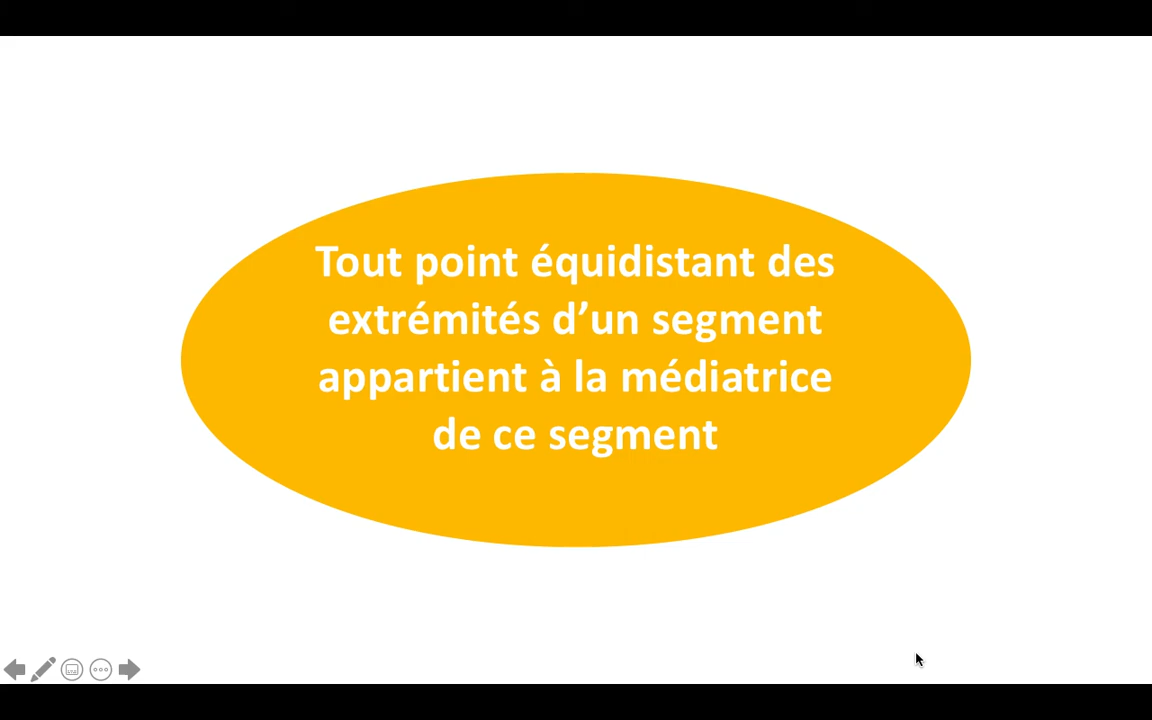 Tout point équidistant des
extrémités d’un segment
appartient à la médiatrice
de ce segment